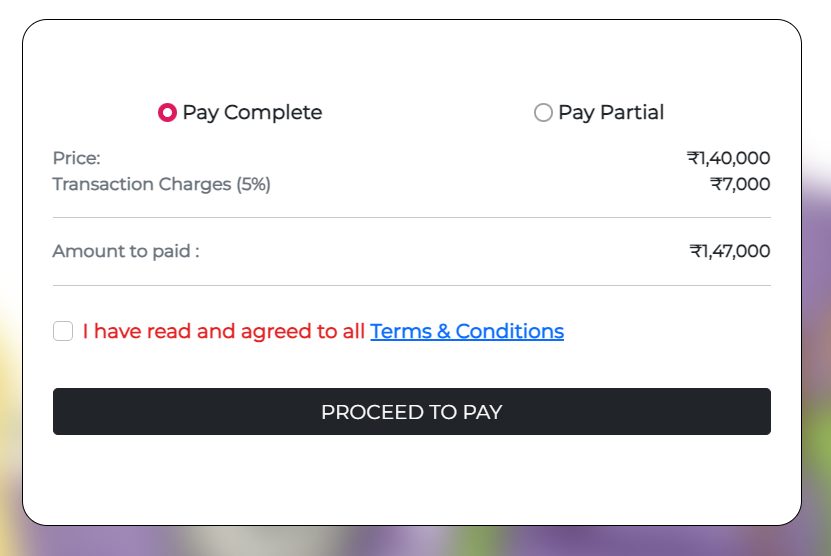 Pay Complete
Pay Partial
Price: ₹1,40,000
Transaction Charges (5%) ₹7,000
Amount to paid : ₹1,47,000
I have read and agreed to all Terms & Conditions
PROCEED TO PAY